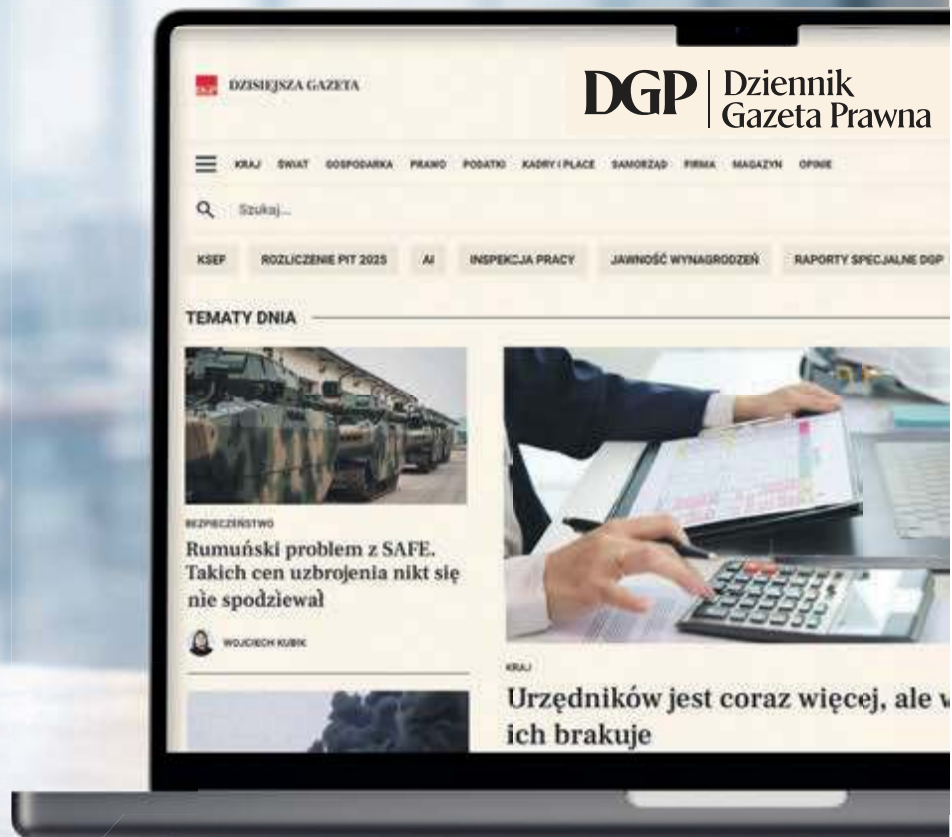 DGP DZISIEJSZA GAZETA
DGP | Dziennik
Gazeta Prawna
KRAJ ŚWIAT GOSPODARKA PRAWO PODATKI KADRY I PŁACE SAMORZĄD FIRMA MAGAZYN OPINIE
Szukaj...
KSEF ROZLICZENIE PIT 2025 AI INSPEKCJA PRACY JAWNOŚĆ WYNAGRODZEŃ RAPORTY SPECJALNE DGP
TEMATY DNIA
BEZPIECZEŃSTWO
Rumuński problem z SAFE.
Takich cen uzbrojenia nikt się
nie spodziewał
WOJCIECH KUBIK
KRAJ
Urzędników jest coraz więcej, ale
ich brakuje